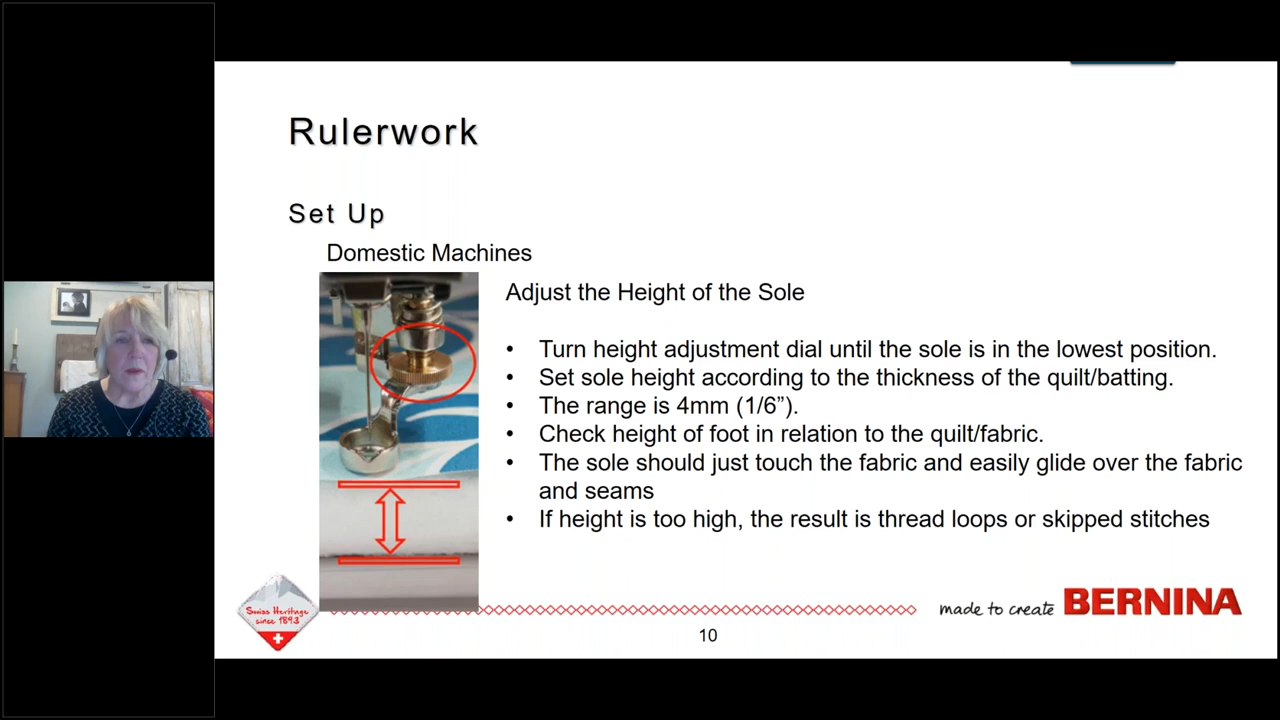 Rulerwork
Set Up
Domestic Machines
Adjust the Height of the Sole
• Turn height adjustment dial until the sole is in the lowest position.
• Set sole height according to the thickness of the quilt/batting.
• The range is 4mm (1/6”).
• Check height of foot in relation to the quilt/fabric.
• The sole should just touch the fabric and easily glide over the fabric
and seams
• If height is too high, the result is thread loops or skipped stitches
Swiss Heritage
since 1893
made to create BERNINA
10